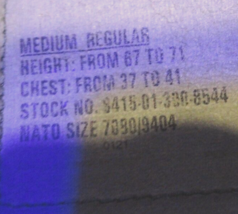 MEDIUM REGULAR
HEIGHT: FROM 67 TO 71
CHEST: FROM 37 TO 41
STOCK NO. 8415-01-390-8544
NATO SIZE 7080/9404